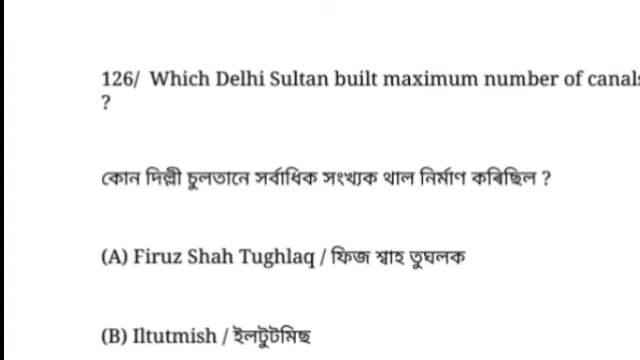 126/ Which Delhi Sultan built maximum number of canals
?
কোন দিল্লী চুলতানে সৰ্বাধিক সংখ্যক থাল নিৰ্মাণ কৰিছিল ?
(A) Firuz Shah Tughlaq / ফিজ শ্বাহ তুঘলক
(B) Iltutmish / ইলটুটমিছ